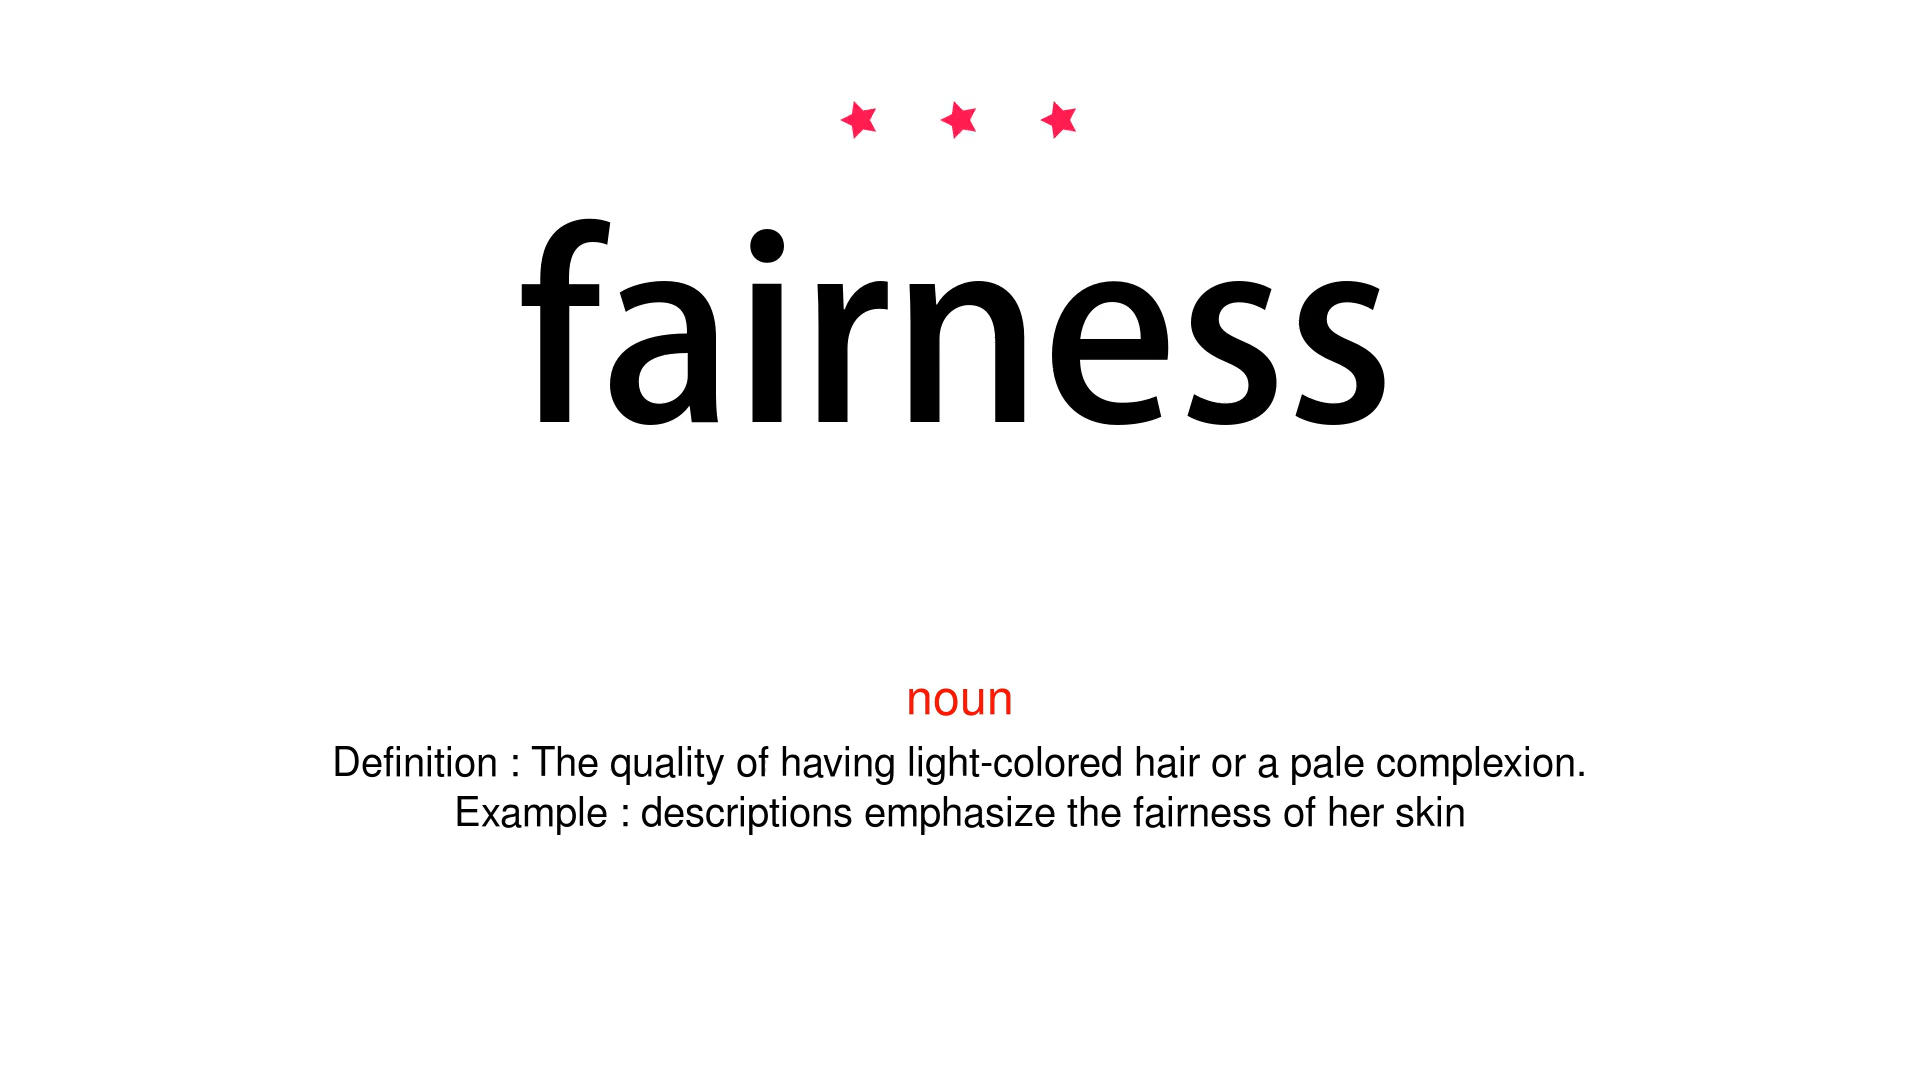 fairness
noun
Definition : The quality of having light-colored hair or a pale complexion.
Example : descriptions emphasize the fairness of her skin